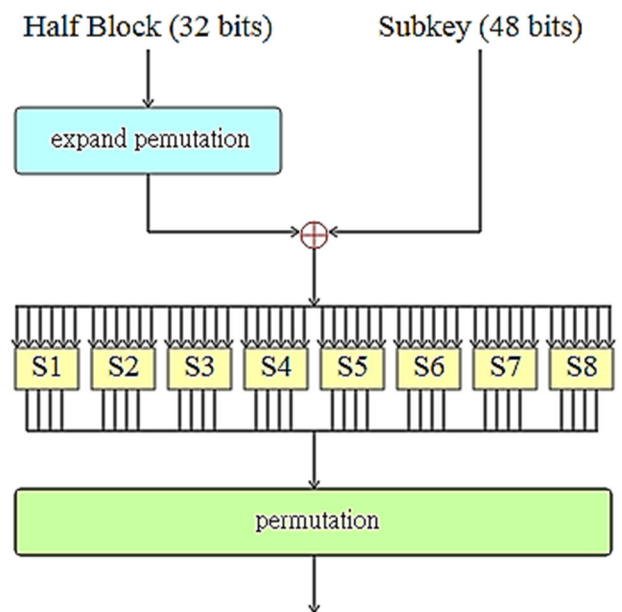 Half Block (32 bits) Subkey (48 bits)
expand pemutation
S1 S2 S3 S4 S5 S6 S7 S8
permutation